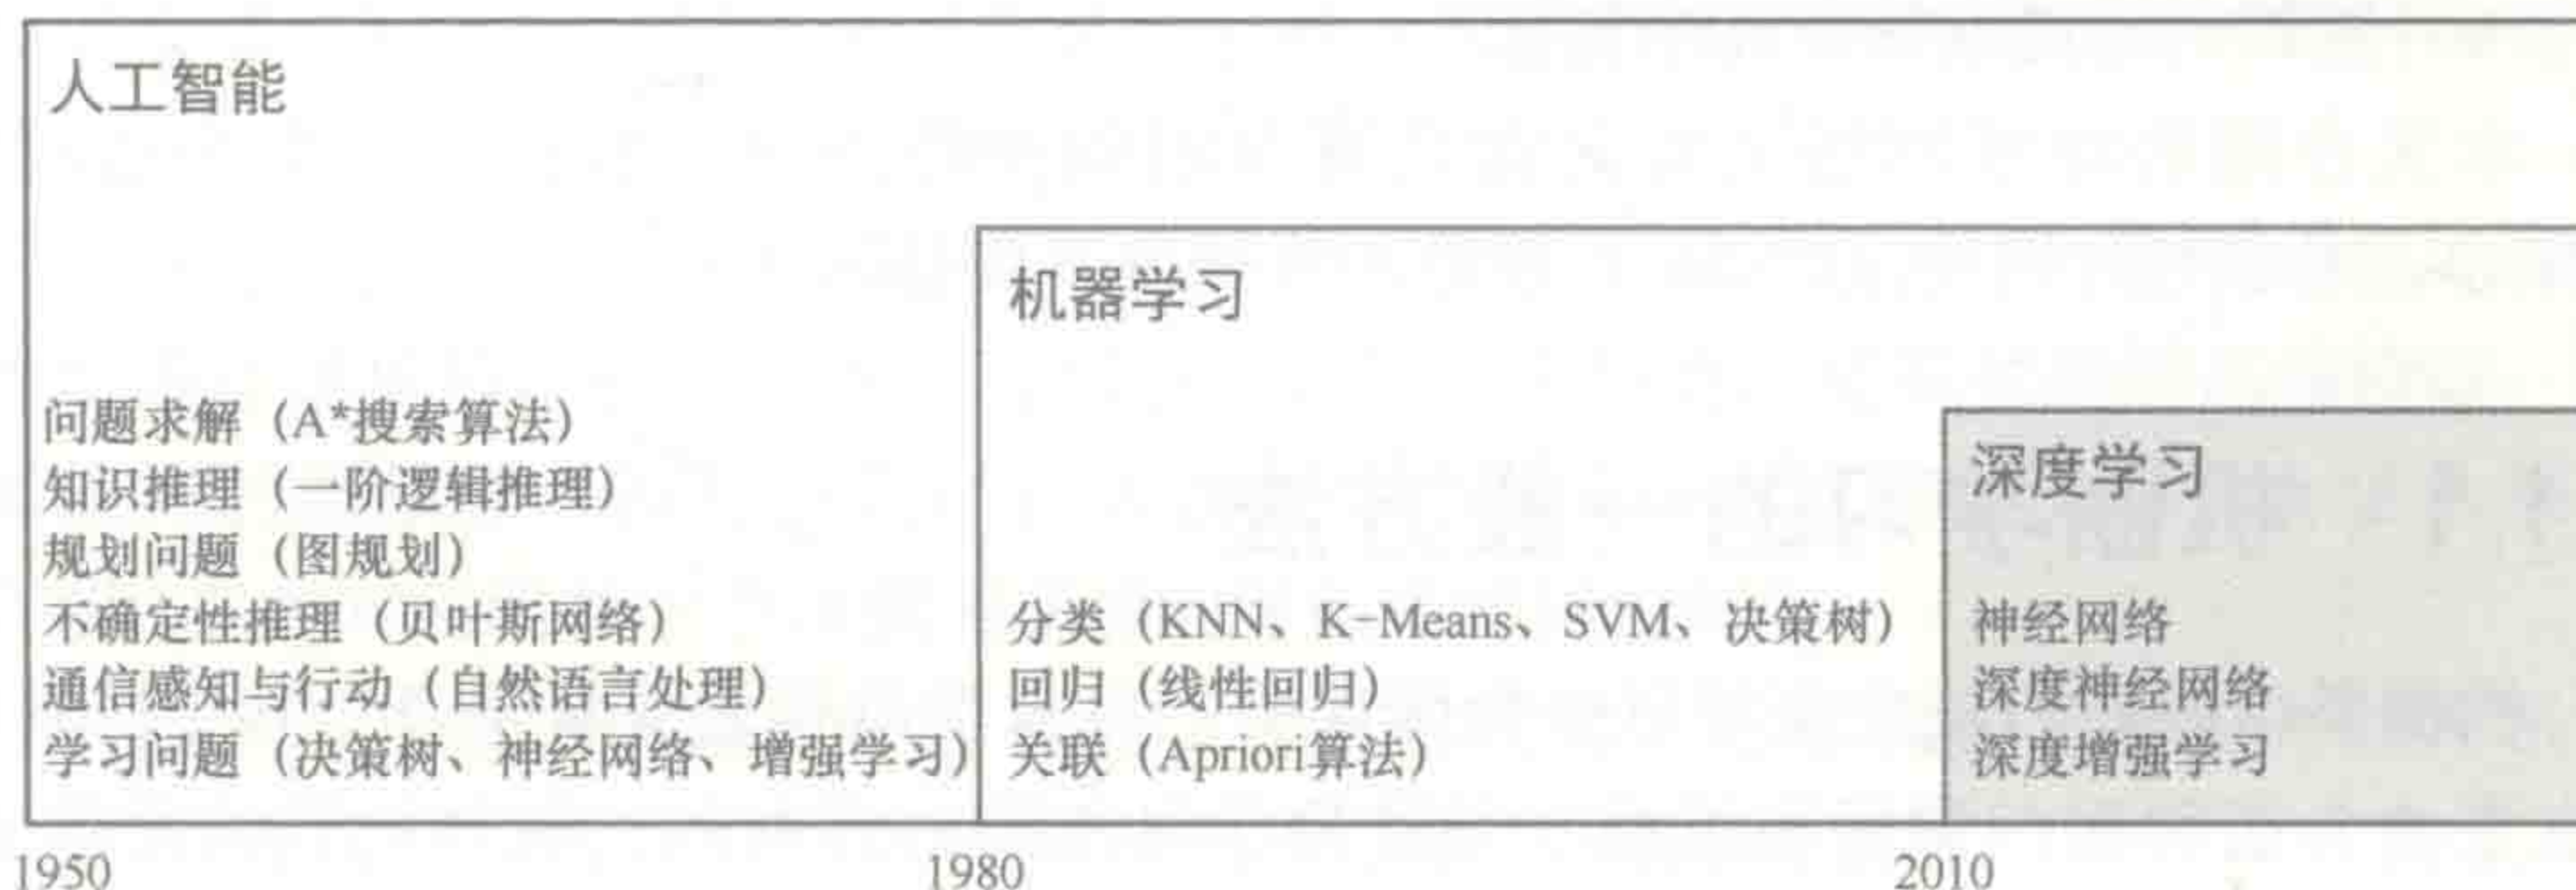 人工智能
问题求解（A*搜索算法）
知识推理（一阶逻辑推理）
规划问题（图规划）
不确定性推理（贝叶斯网络）
通信感知与行动（自然语言处理）
学习问题（决策树、神经网络、增强学习）
机器学习
分类（KNN、K-Means、SVM、决策树）
回归（线性回归）
关联（Apriori算法）
深度学习
神经网络
深度神经网络
深度增强学习
1950
1980
2010